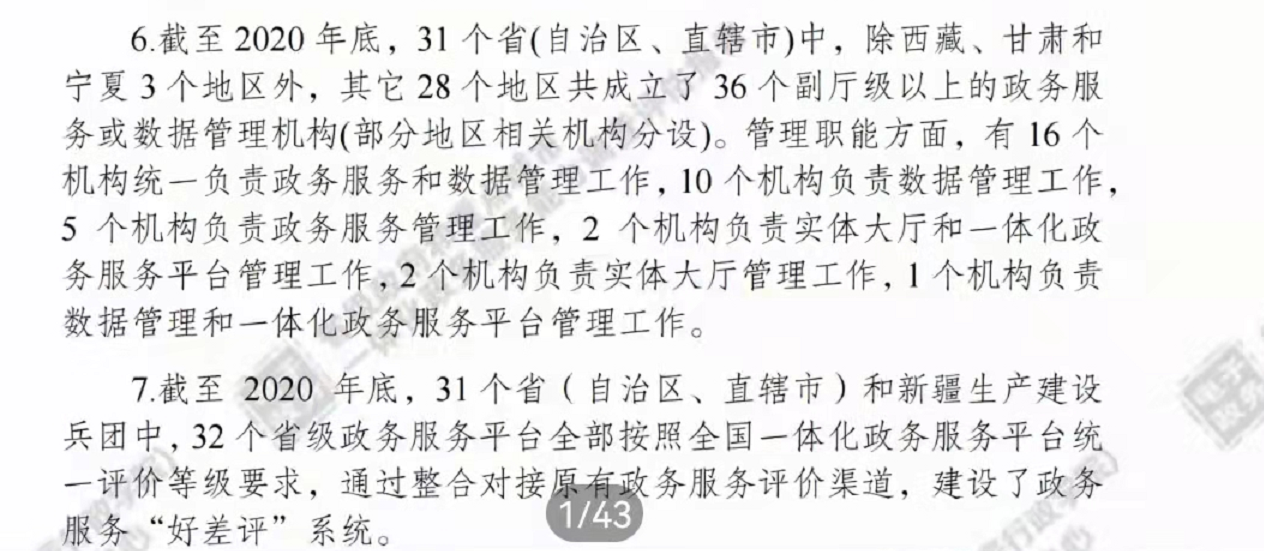 6.截至 2020 年底，31 个省(自治区、直辖市)中，除西藏、甘肃和
宁夏 3 个地区外，其它 28 个地区共成立了 36 个副厅级以上的政务服
务或数据管理机构(部分地区相关机构分设)。管理职能方面，有 16 个
机构统一负责政务服务和数据管理工作，10 个机构负责数据管理工作，
5 个机构负责政务服务管理工作，2 个机构负责实体大厅和一体化政
务服务平台管理工作，2 个机构负责实体大厅管理工作，1 个机构负责
数据管理和一体化政务服务平台管理工作。
7.截至 2020 年底，31 个省（自治区、直辖市）和新疆生产建设
兵团中，32 个省级政务服务平台全部按照全国一体化政务服务平台统
一评价等级要求，通过整合对接原有政务服务评价渠道，建设了政务
服务“好差评”系统。
1/43